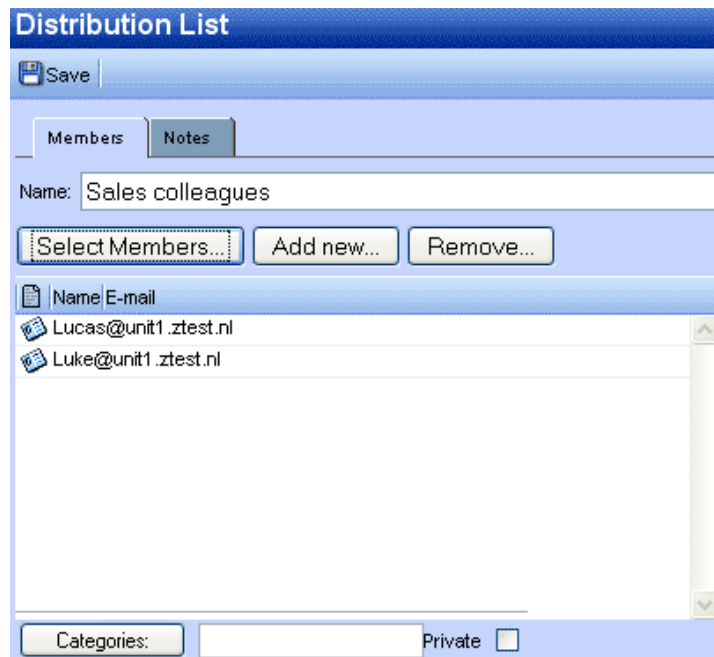 Distribution List
Save
Members Notes
Name: Sales colleagues
Select Members... Add new... Remove...
Name E-mail
Lucas@unit1.ztest.nl
Luke@unit1.ztest.nl
Categories: Private